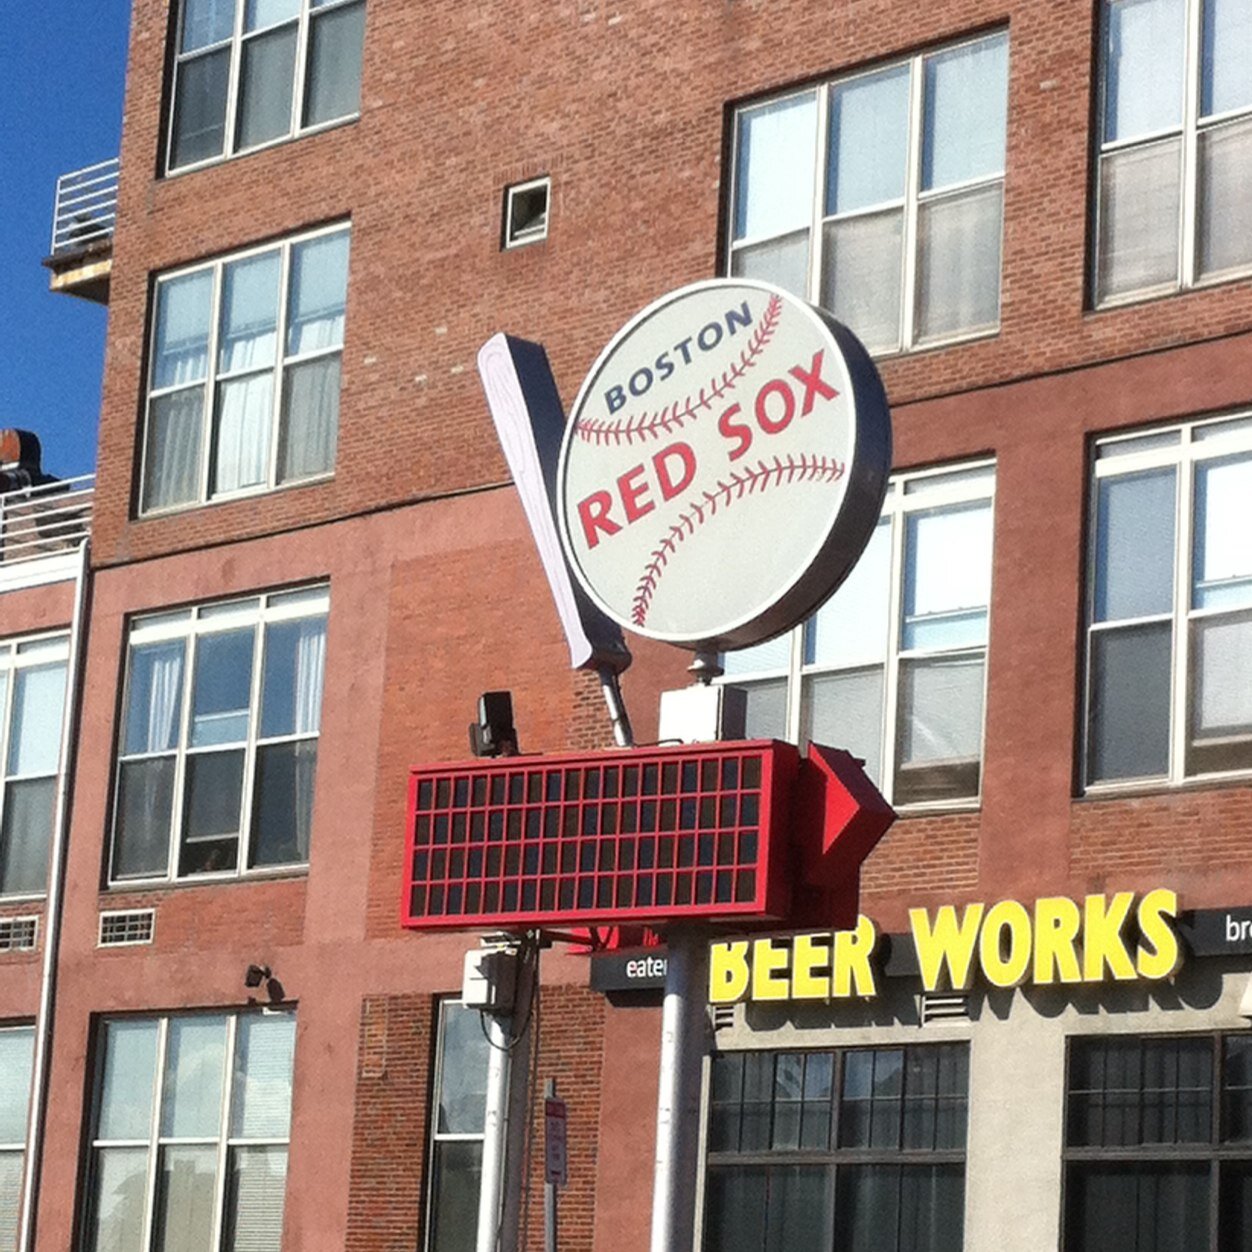 BOSTON
RED SOX
eater
BEER WORKS
bre